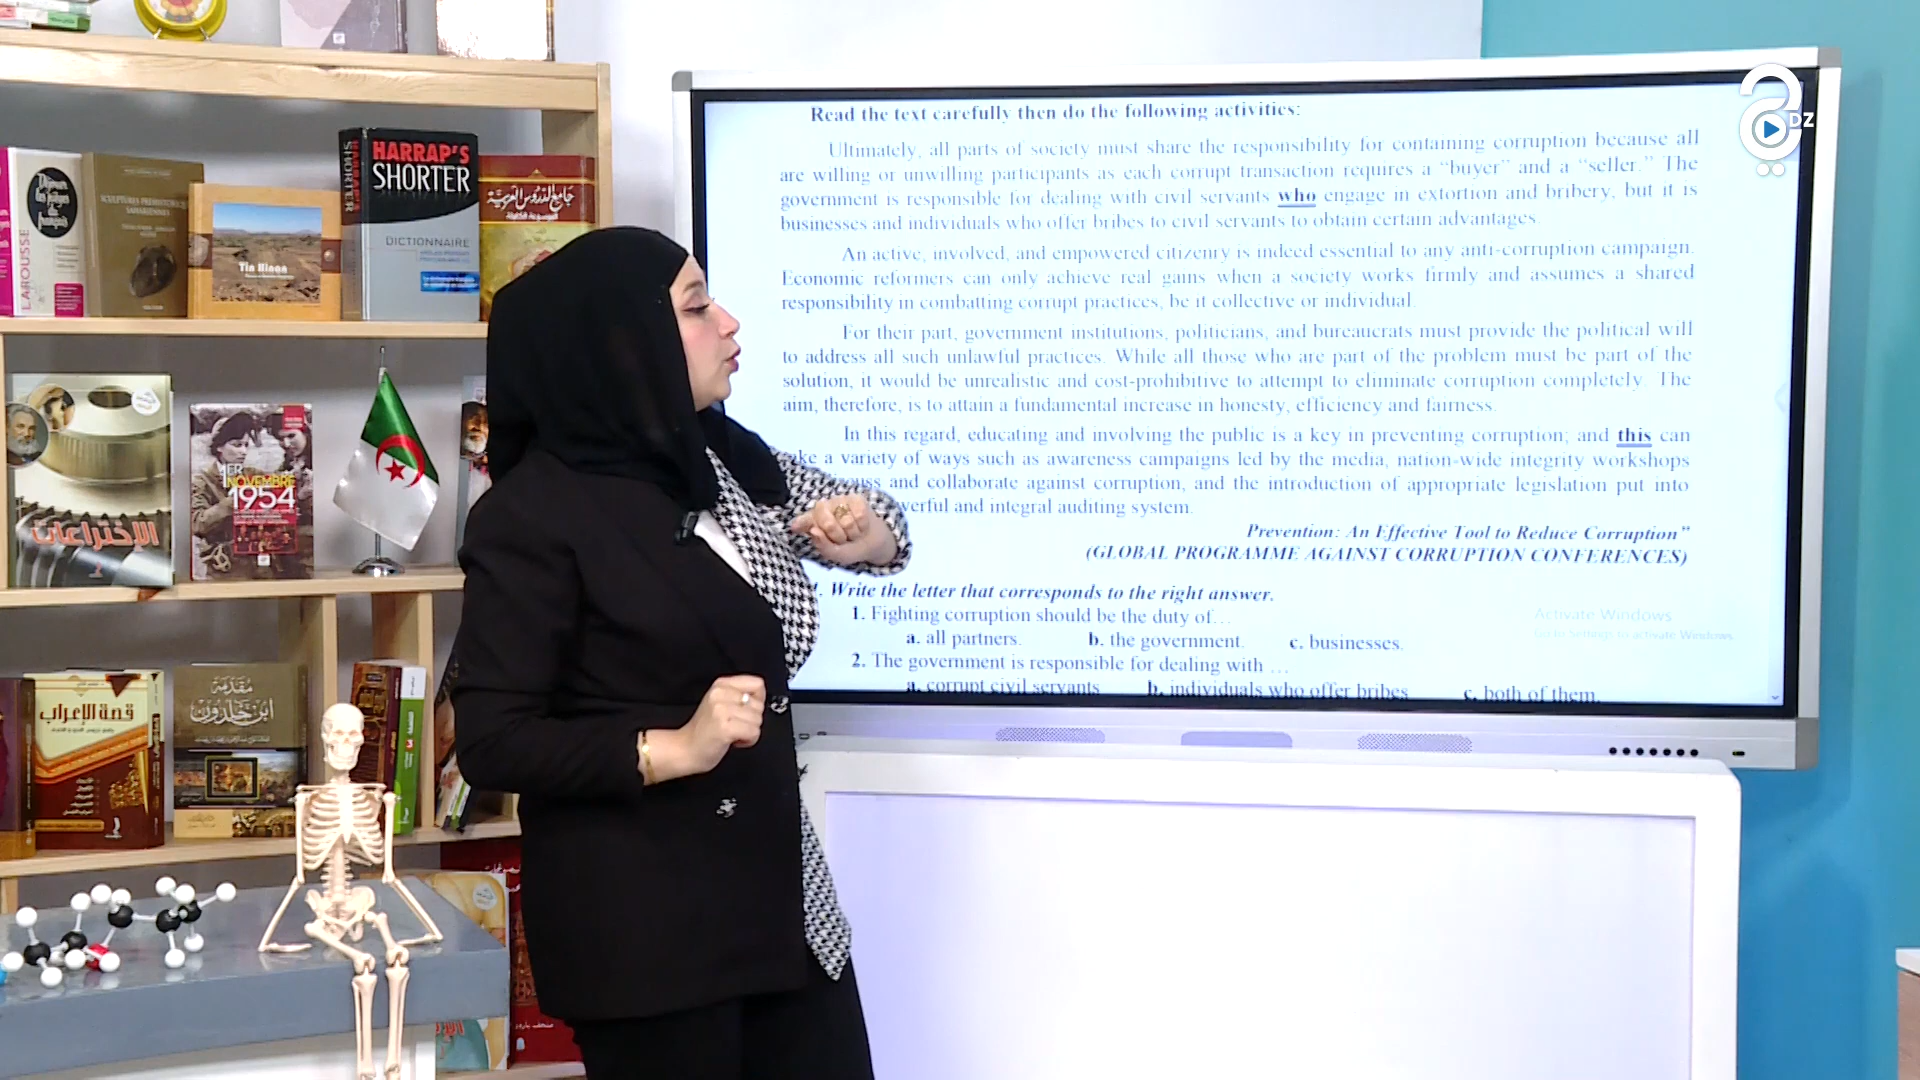 HARRAP'S
SHORTER
SHORTER
DICTIONNAIRE
LAROUSSE
Tin Hinan
1ER
NOVEMBRE
1954
الإختراعات
قصة الإعراب
مقدمة
ابن خلدون
DZ
Read the text carefully then do the following activities:
Ultimately, all parts of society must share the responsibility for containing corruption because all
are willing or unwilling participants as each corrupt transaction requires a “buyer” and a “seller.” The
government is responsible for dealing with civil servants who engage in extortion and bribery, but it is
businesses and individuals who offer bribes to civil servants to obtain certain advantages.
An active, involved, and empowered citizenry is indeed essential to any anti-corruption campaign.
Economic reformers can only achieve real gains when a society works firmly and assumes a shared
responsibility in combatting corrupt practices, be it collective or individual.
For their part, government institutions, politicians, and bureaucrats must provide the political will
to address all such unlawful practices. While all those who are part of the problem must be part of the
solution, it would be unrealistic and cost-prohibitive to attempt to eliminate corruption completely. The
aim, therefore, is to attain a fundamental increase in honesty, efficiency and fairness.
In this regard, educating and involving the public is a key in preventing corruption; and this can
a variety of ways such as awareness campaigns led by the media, nation-wide integrity workshops
and collaborate against corruption, and the introduction of appropriate legislation put into
and integral auditing system.
Prevention: An Effective Tool to Reduce Corruption”
(GLOBAL PROGRAMME AGAINST CORRUPTION CONFERENCES)
Write the letter that corresponds to the right answer.
1. Fighting corruption should be the duty of…
a. all partners. b. the government. c. businesses.
2. The government is responsible for dealing with …
a. corrupt civil servants b. individuals who offer bribes c. both of them.
Activate Windows
Go to Settings to activate Windows.